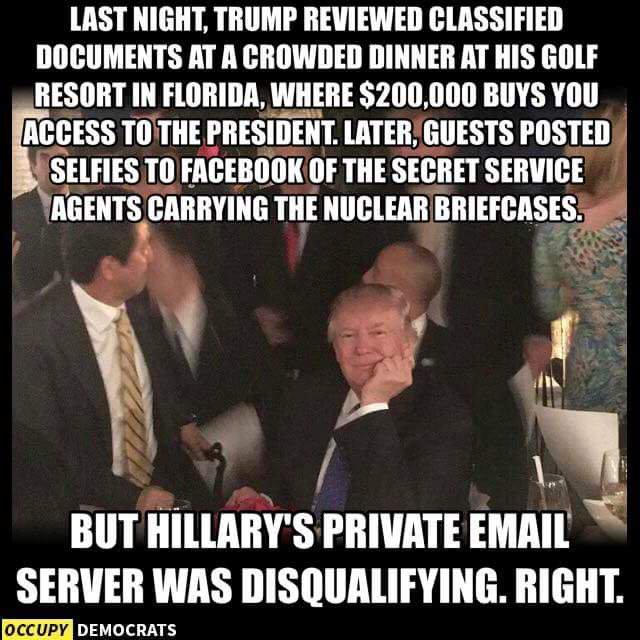 LAST NIGHT, TRUMP REVIEWED CLASSIFIED
DOCUMENTS AT A CROWDED DINNER AT HIS GOLF
RESORT IN FLORIDA, WHERE $200,000 BUYS YOU
ACCESS TO THE PRESIDENT. LATER, GUESTS POSTED
SELFIES TO FACEBOOK OF THE SECRET SERVICE
AGENTS CARRYING THE NUCLEAR BRIEFCASES.
BUT HILLARY'S PRIVATE EMAIL
SERVER WAS DISQUALIFYING. RIGHT.
OCCUPY DEMOCRATS